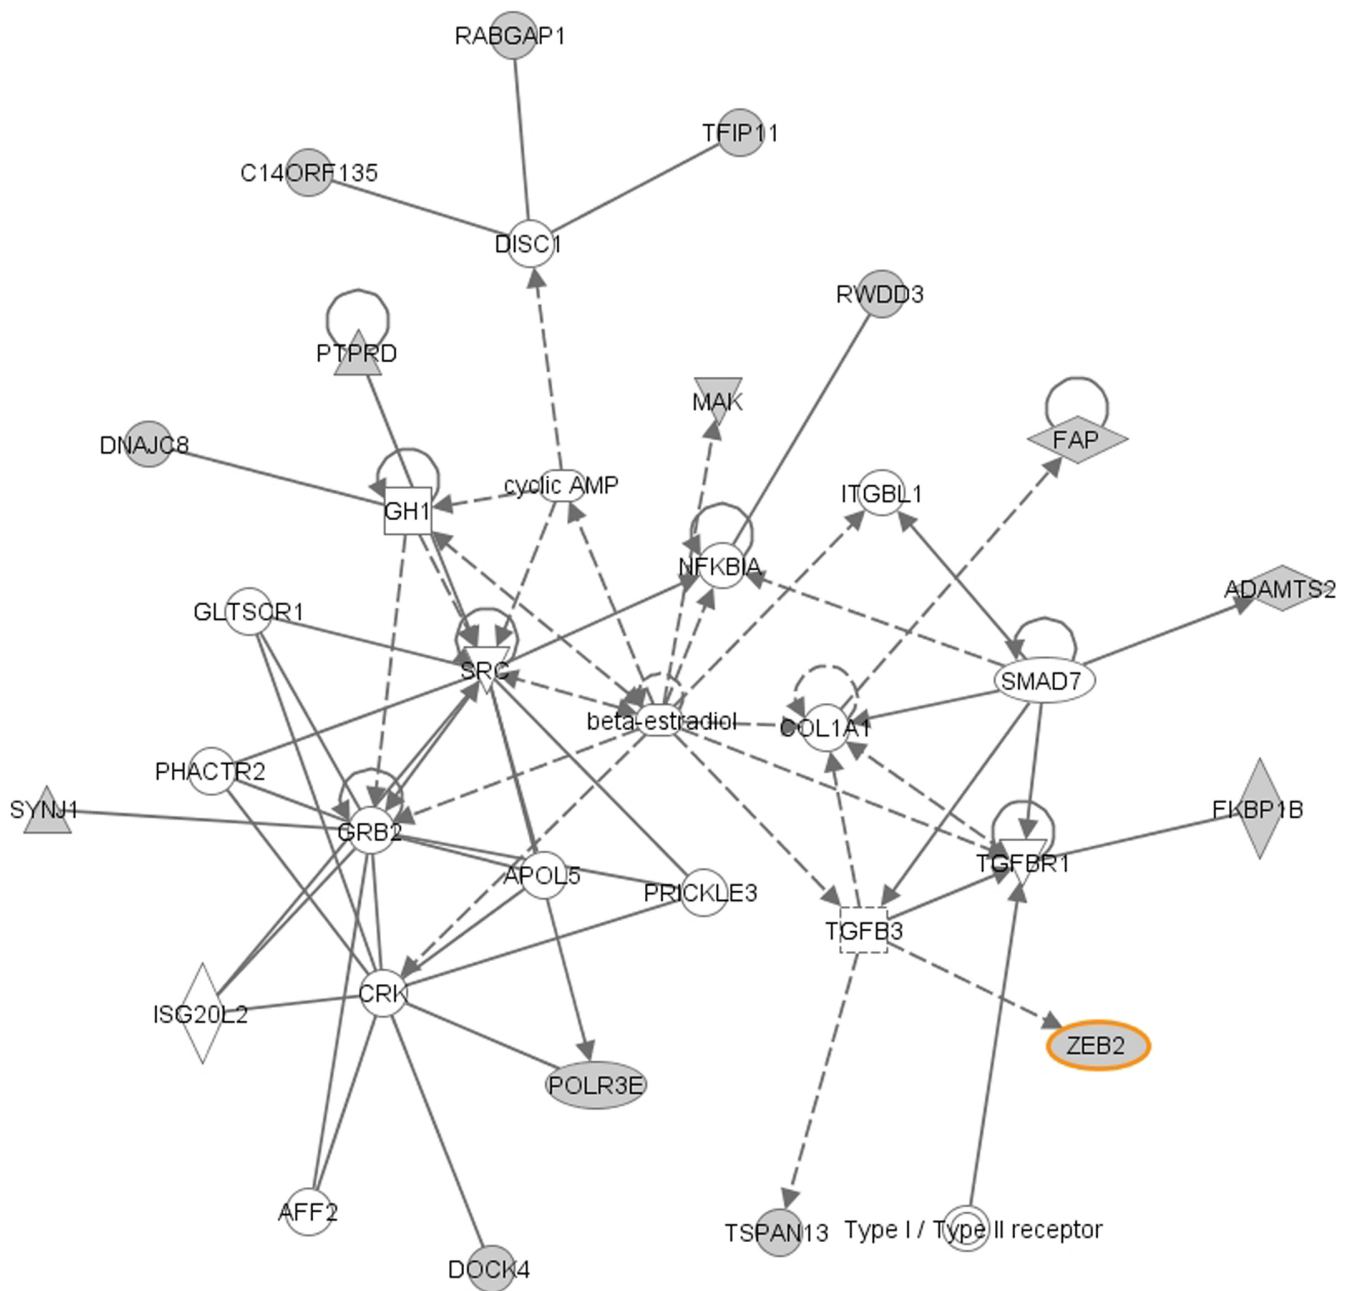 RABGAP1
TFIP11
C14ORF135
DISC1
RWDD3
PTPRD
MAK
FAP
DNAJC8
cyclic AMP
ITGBL1
GH1
NFKBIA
ADAMTS2
GLTSCR1
SRC
SMAD7
beta-estradiol
COL1A1
PHACTR2
SYNJ1
FKBP1B
GRB2
TGFBR1
APOL5
PRICKLE3
TGFB3
CRK
ISG20L2
ZEB2
POLR3E
AFF2
TSPAN13
Type I / Type II receptor
DOCK4